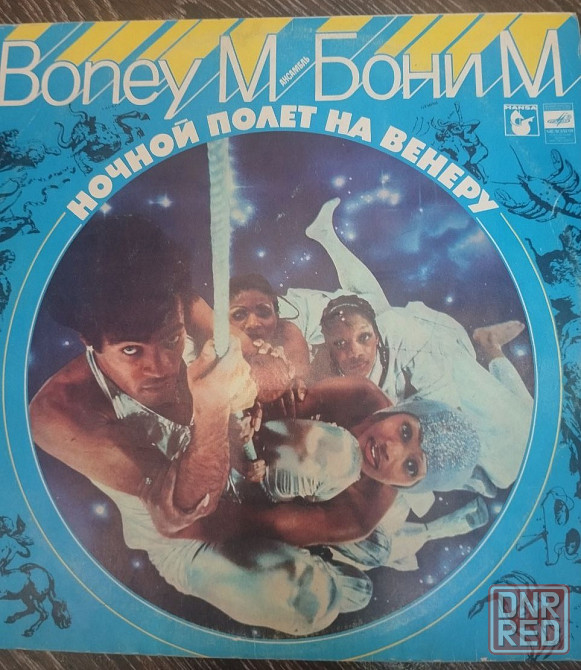 Boney M АНСАМБЛЬ Бони М
HANSA
НОЧНОЙ ПОЛЕТ НА ВЕНЕРУ
DNR
RED